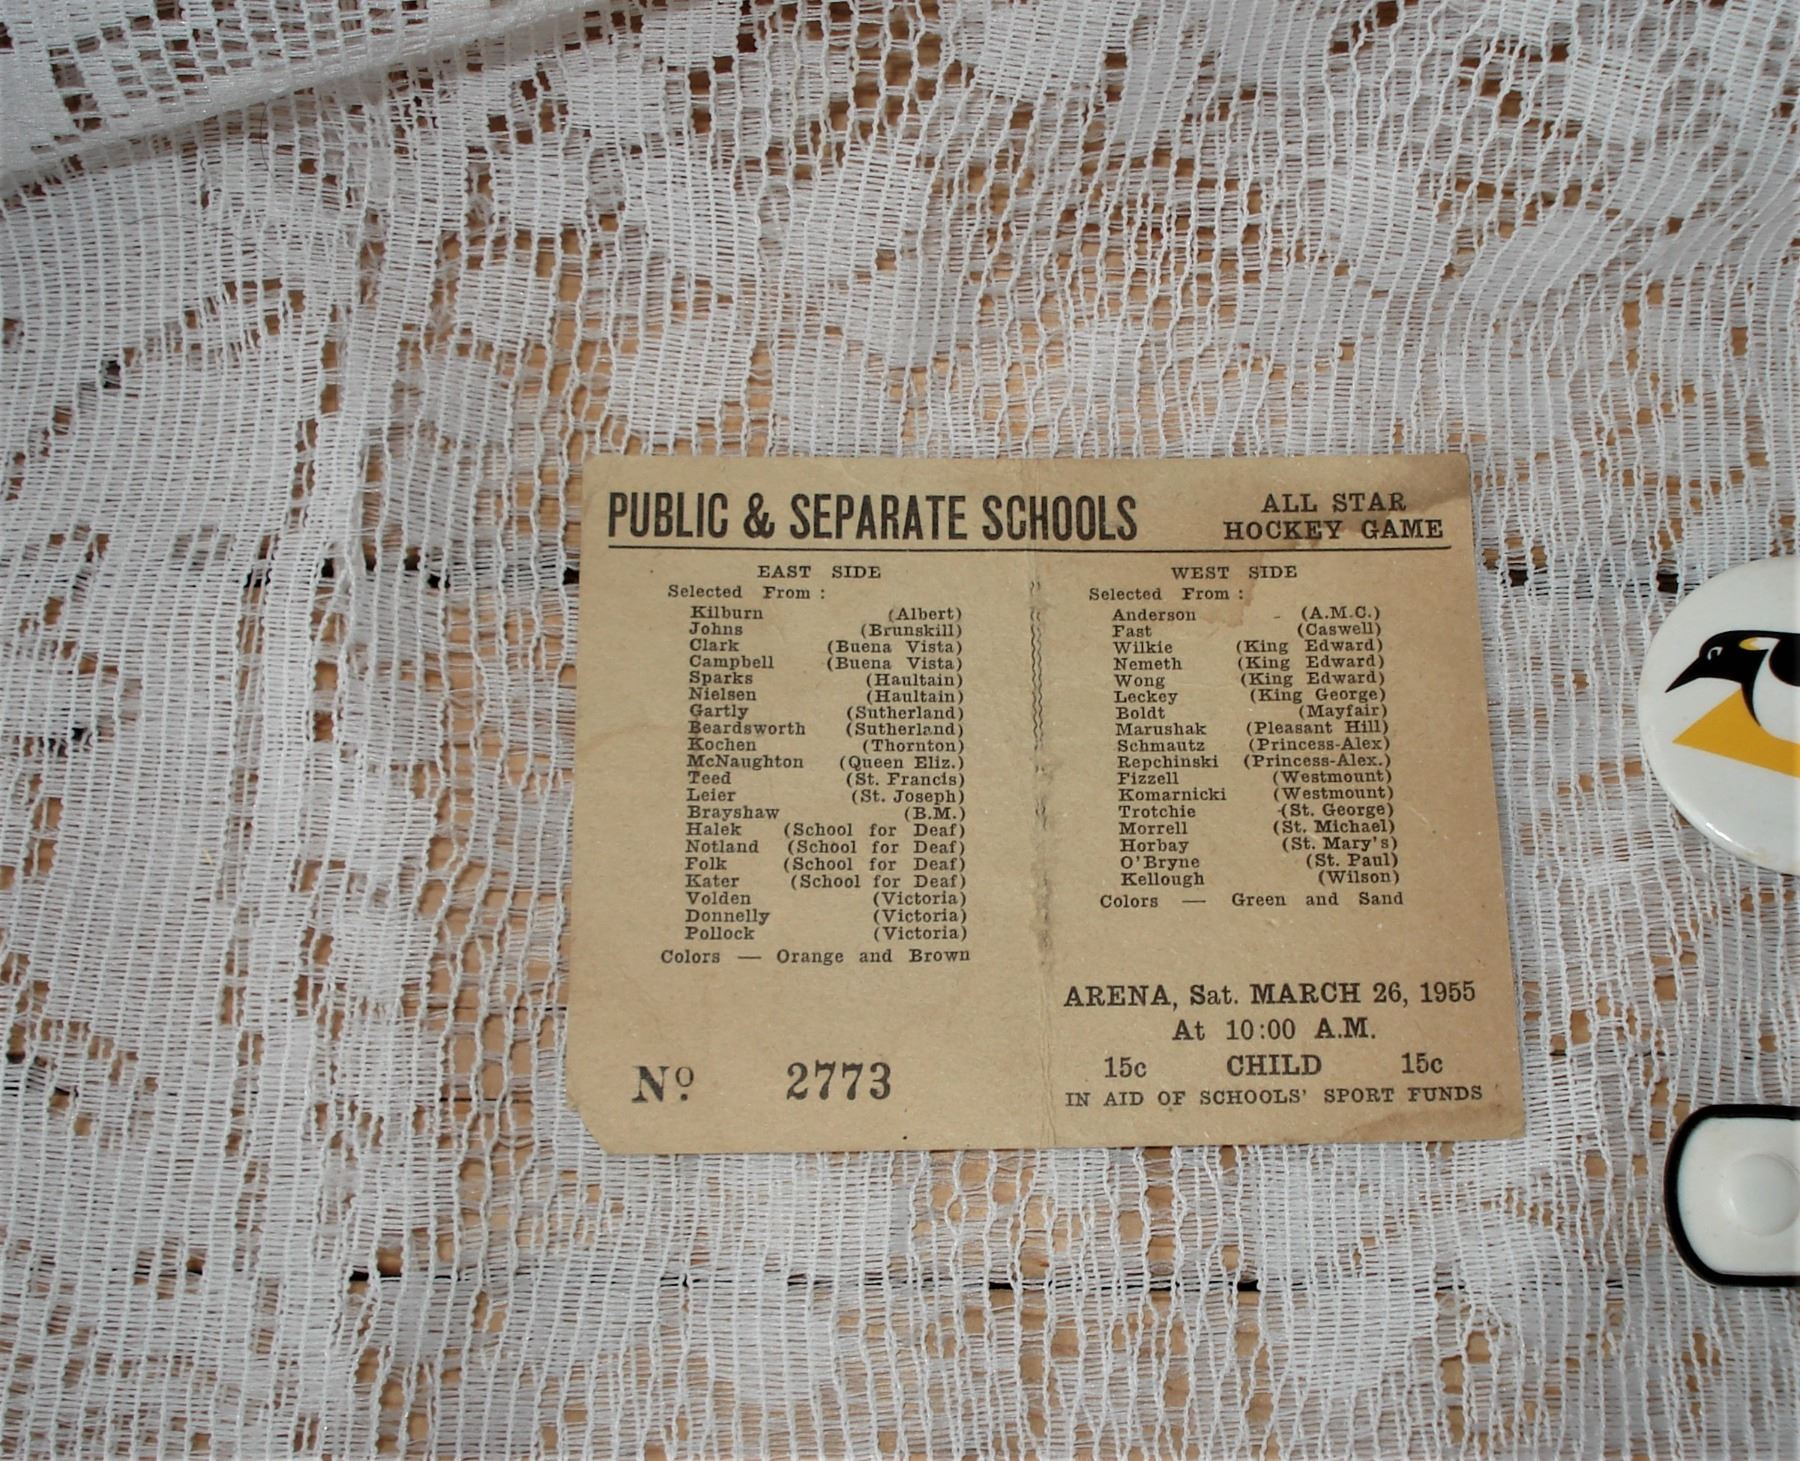 PUBLIC & SEPARATE SCHOOLS
ALL STAR
HOCKEY GAME
EAST SIDE
Selected From :
Kilburn (Albert)
Johns (Brunskill)
Clark (Buena Vista)
Campbell (Buena Vista)
Sparks (Haultain)
Nielsen (Haultain)
Gartly (Sutherland)
Beardsworth (Sutherland)
Kochen (Thornton)
McNaughton (Queen Eliz.)
Teed (St. Francis)
Leier (St. Joseph)
Brayshaw (B.M.)
Halek (School for Deaf)
Notland (School for Deaf)
Folk (School for Deaf)
Kater (School for Deaf)
Volden (Victoria)
Donnelly (Victoria)
Pollock (Victoria)
Colors — Orange and Brown
No. 2773
WEST SIDE
Selected From :
Anderson (A.M.C.)
Fast (Caswell)
Wilkie (King Edward)
Nemeth (King Edward)
Wong (King Edward)
Leckey (King George)
Boldt (Mayfair)
Marushak (Pleasant Hill)
Schmautz (Princess-Alex)
Repchinski (Princess-Alex.)
Fizzell (Westmount)
Komarnicki (Westmount)
Trotchie (St. George)
Morrell (St. Michael)
Horbay (St. Mary's)
O'Bryne (St. Paul)
Kellough (Wilson)
Colors — Green and Sand
ARENA, Sat. MARCH 26, 1955
At 10:00 A.M.
15c CHILD 15c
IN AID OF SCHOOLS' SPORT FUNDS